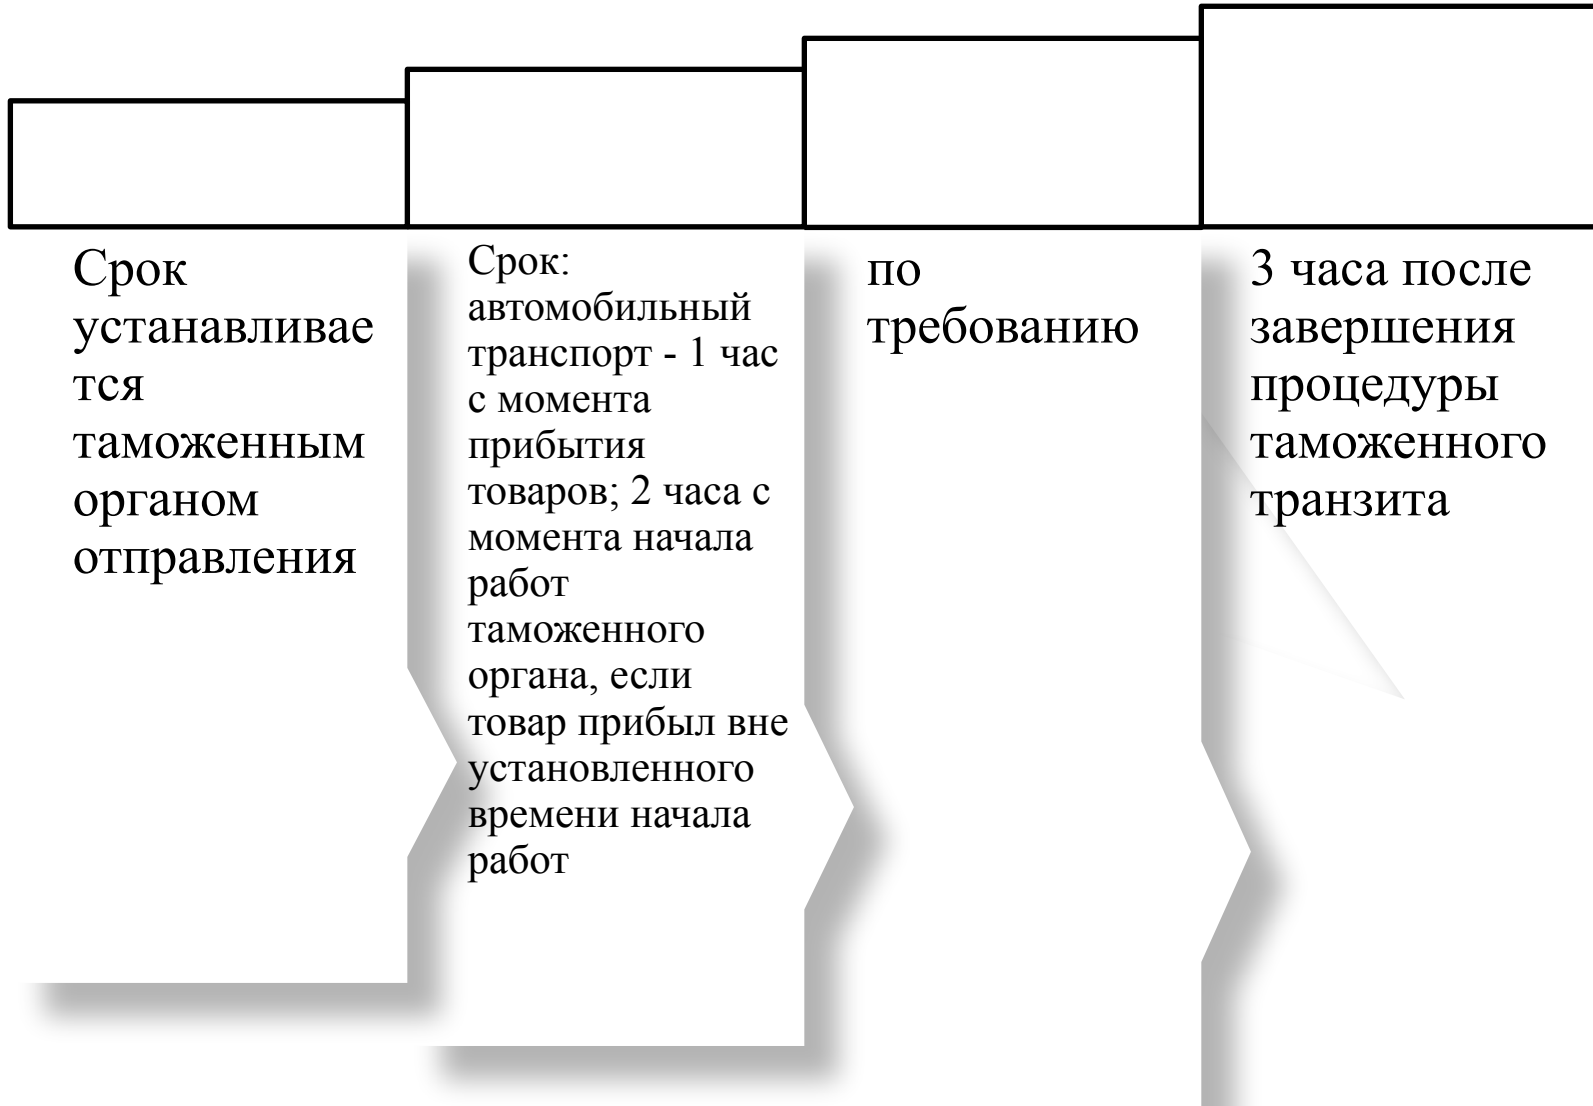 Срок
устанавливае
тся
таможенным
органом
отправления
Срок:
автомобильный
транспорт - 1 час
с момента
прибытия
товаров; 2 часа с
момента начала
работ
таможенного
органа, если
товар прибыл вне
установленного
времени начала
работ
по
требованию
3 часа после
завершения
процедуры
таможенного
транзита